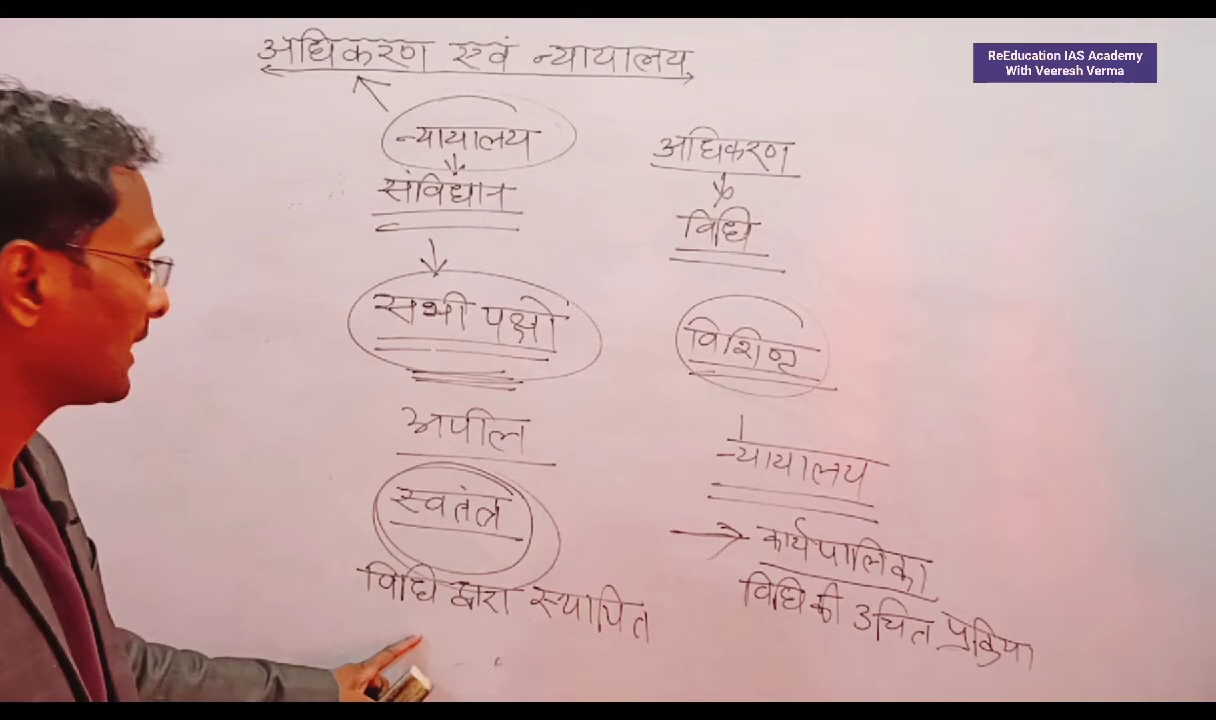 अधिकरण एवं न्यायालय
ReEducation IAS Academy
With Veeresh Verma
न्यायालय
अधिकरण
संविधान
विधि
सभी पक्षों
विशिष्ट
अपील
न्यायालय
स्वतंत्र
कार्यपालिका
विधि द्वारा स्थापित
विधि की उचित प्रक्रिया